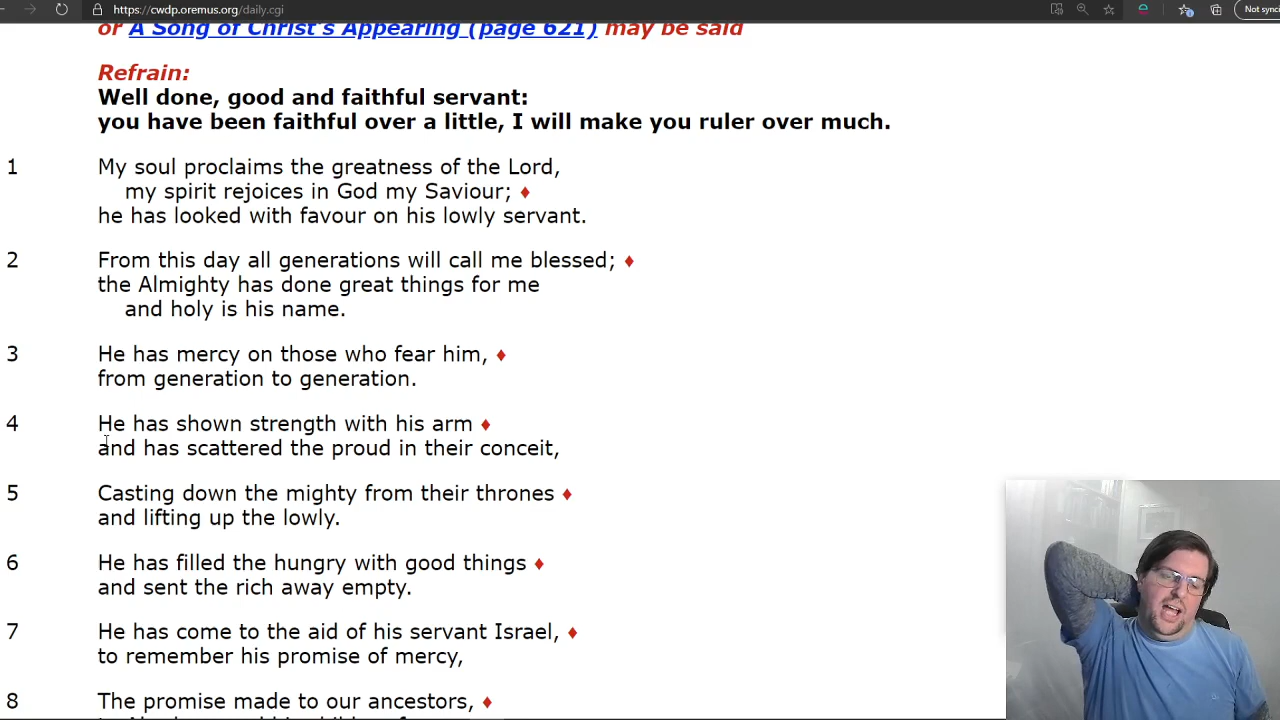 https://cwdp.oremus.org/daily.cgi
Not sync
or A Song of Christ's Appearing (page 621) may be said
Refrain:
Well done, good and faithful servant:
you have been faithful over a little, I will make you ruler over much.
1 My soul proclaims the greatness of the Lord,
my spirit rejoices in God my Saviour; ♦
he has looked with favour on his lowly servant.
2 From this day all generations will call me blessed; ♦
the Almighty has done great things for me
and holy is his name.
3 He has mercy on those who fear him, ♦
from generation to generation.
4 He has shown strength with his arm ♦
and has scattered the proud in their conceit,
5 Casting down the mighty from their thrones ♦
and lifting up the lowly.
6 He has filled the hungry with good things ♦
and sent the rich away empty.
7 He has come to the aid of his servant Israel, ♦
to remember his promise of mercy,
8 The promise made to our ancestors, ♦